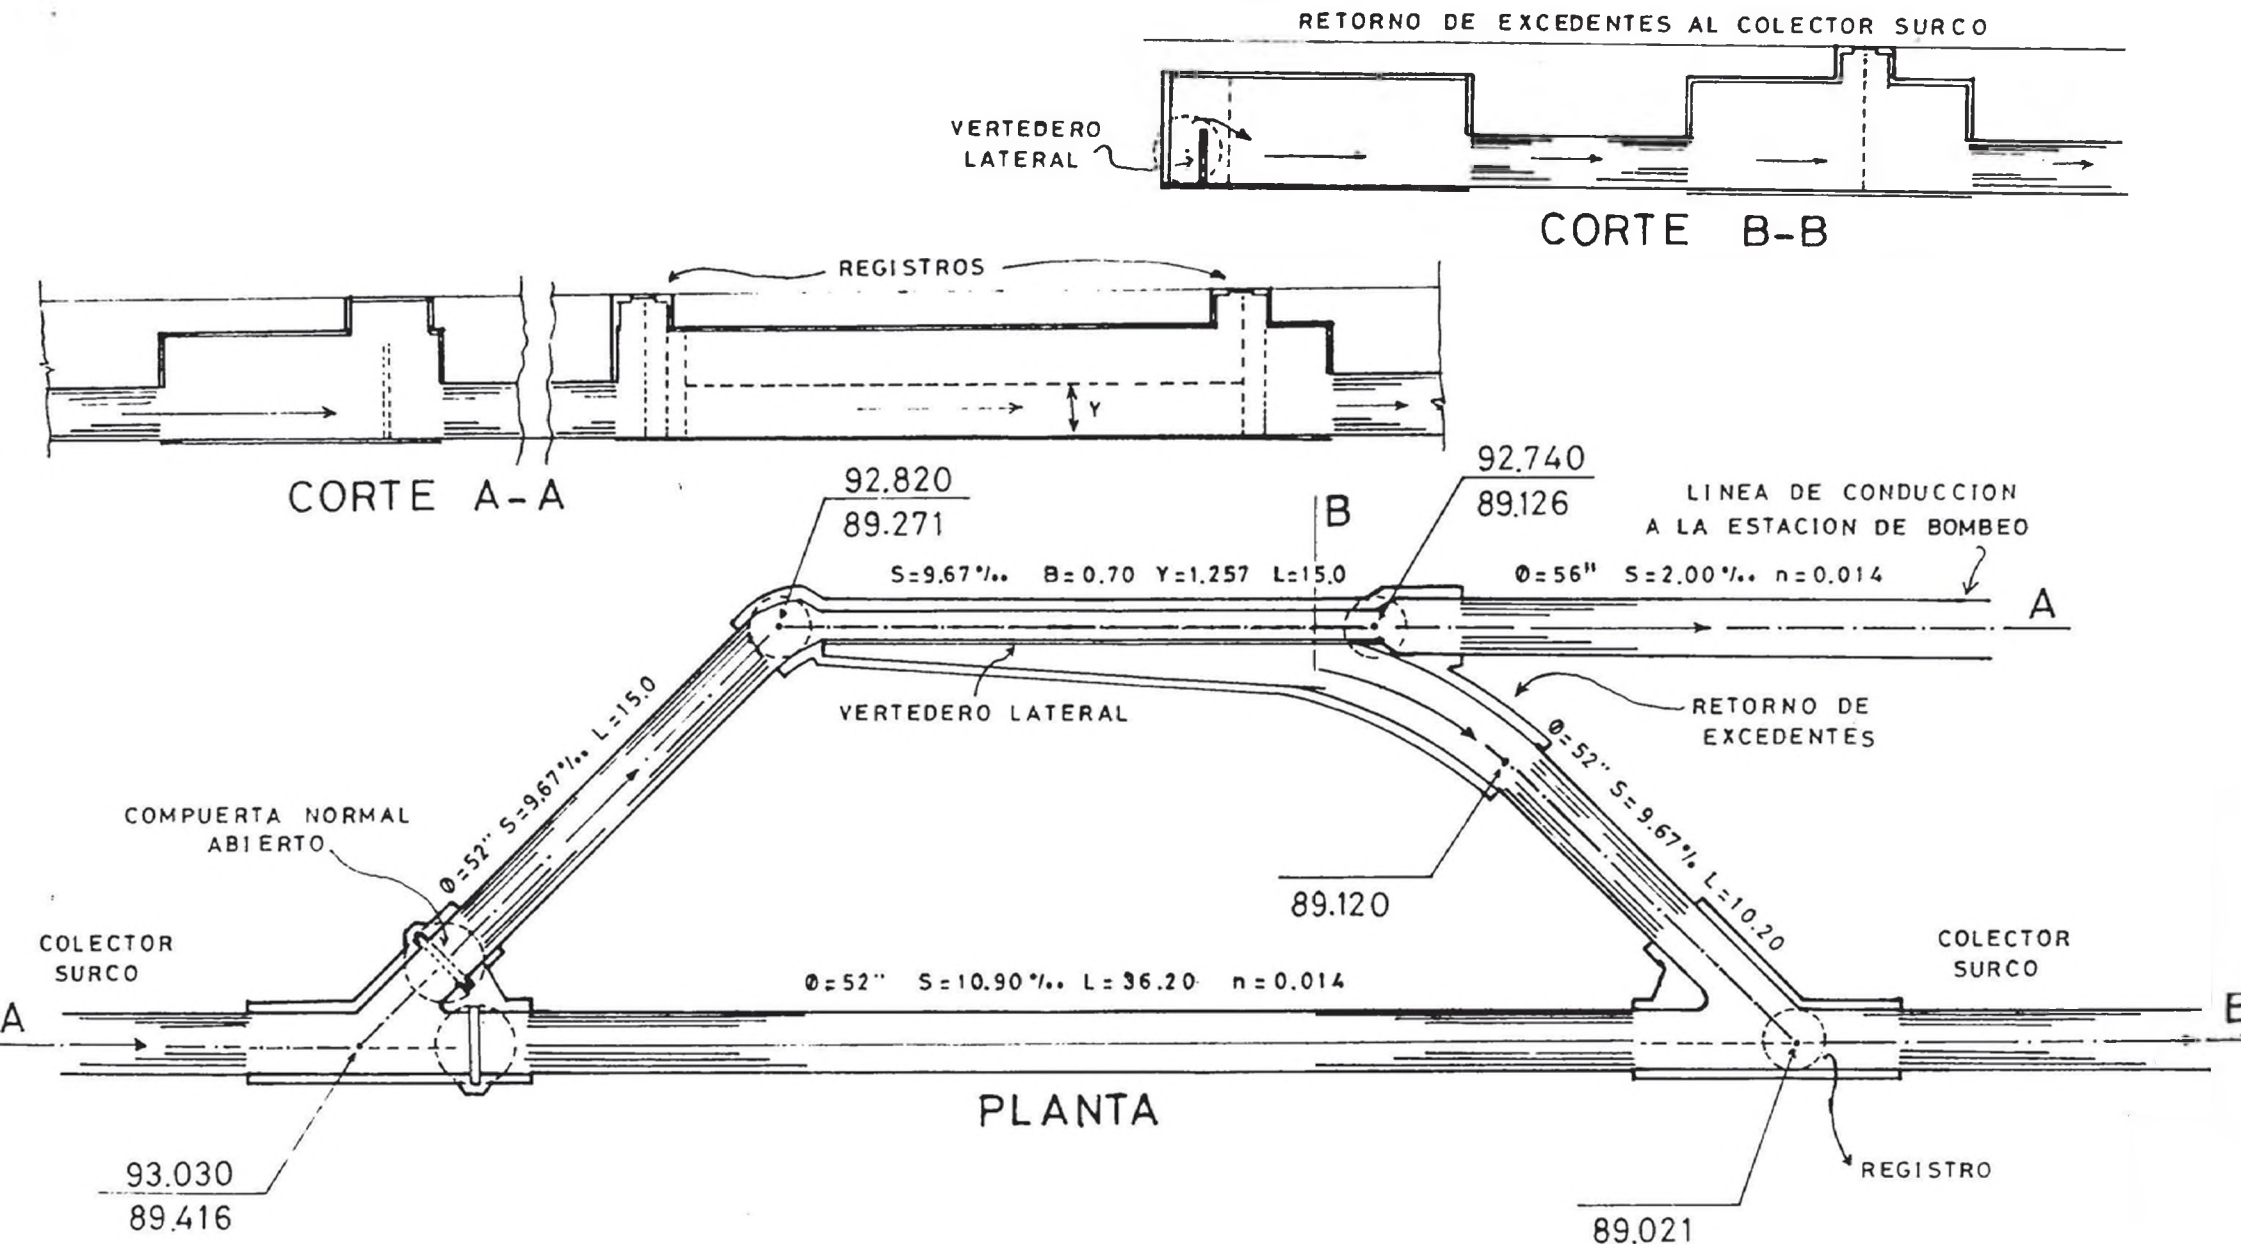 RETORNO DE EXCEDENTES AL COLECTOR SURCO
VERTEDERO
LATERAL
CORTE B-B
REGISTROS
Y
CORTE A-A
92.820
89.271
92.740
89.126
B
LINEA DE CONDUCCION
A LA ESTACION DE BOMBEO
S=9.67‰ B=0.70 Y=1.257 L=15.0
Ø=56" S=2.00‰ n=0.014
A
VERTEDERO LATERAL
RETORNO DE
EXCEDENTES
Ø=52" S=9.67‰ L=15.0
Ø=52" S=9.67‰ L=10.20
COMPUERTA NORMAL
ABIERTO
89.120
COLECTOR
SURCO
COLECTOR
SURCO
Ø=52" S=10.90‰ L=36.20 n=0.014
A
B
PLANTA
93.030
89.416
REGISTRO
89.021